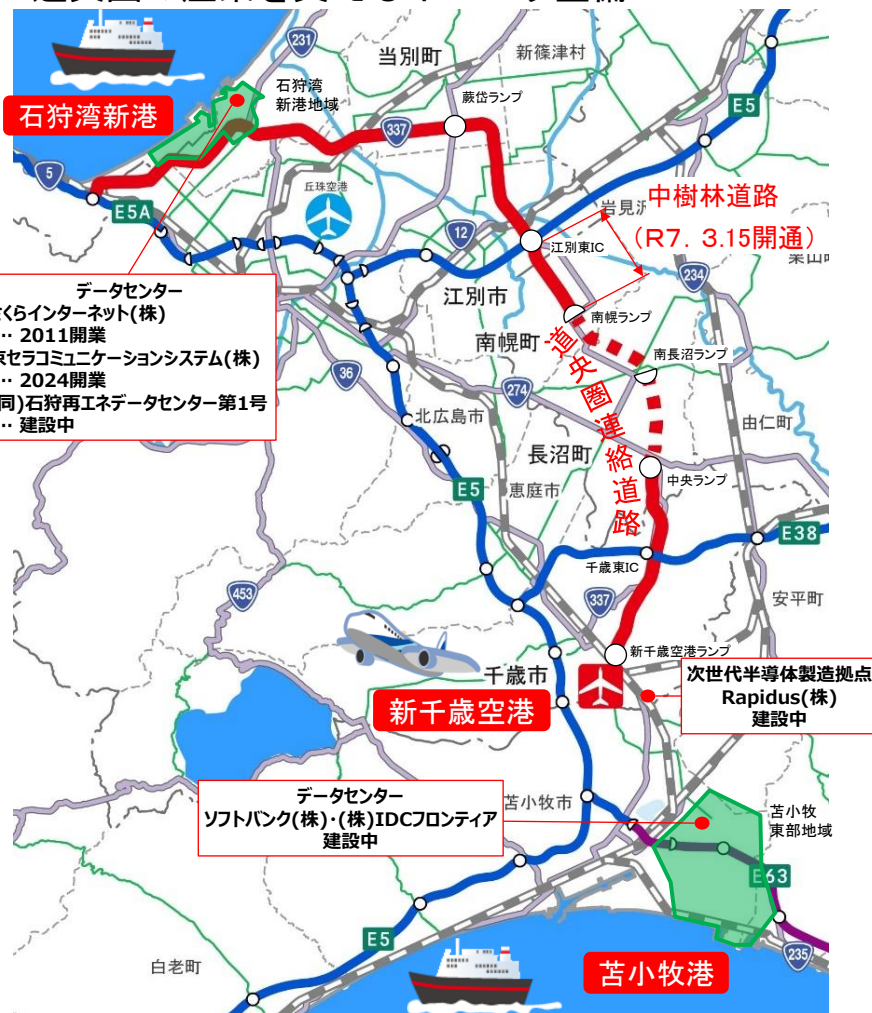 231
当別町
新篠津村
石狩湾
新港地域
蕨岱ランプ
E5
石狩湾新港
337
5
丘珠空港
E5A
12
岩見沢
中樹林道路
(R7. 3.15開通)
江別東IC
234
データセンター
さくらインターネット(株)
… 2011開業
京セラコミュニケーションシステム(株)
… 2024開業
(同)石狩再エネデータセンター第1号
… 建設中
江別市
南幌ランプ
南幌町
南長沼ランプ
道央圏連絡道路
36
274
北広島市
由仁町
長沼町
中央ランプ
E5
恵庭市
E38
千歳東IC
453
337
安平町
新千歳空港ランプ
千歳市
次世代半導体製造拠点
Rapidus(株)
建設中
新千歳空港
データセンター
ソフトバンク(株)・(株)IDCフロンティア
建設中
苫小牧市
苫小牧
東部地域
E63
E5
235
白老町
苫小牧港